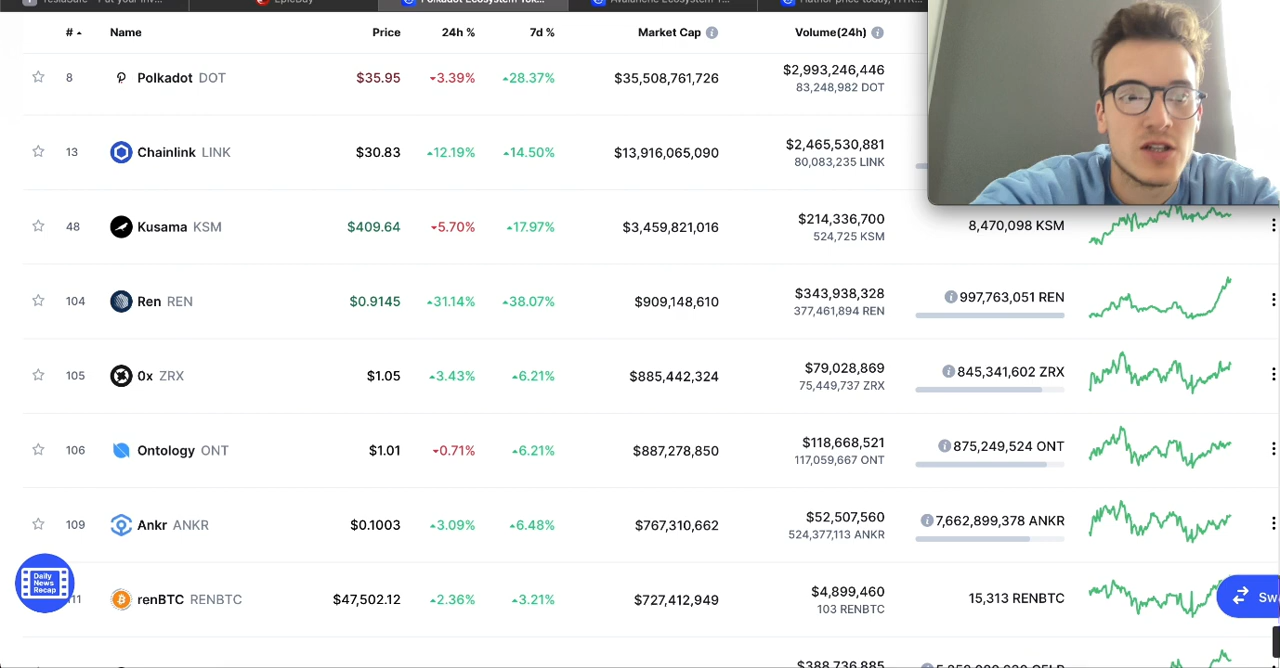 Polkadot Ecosystem Tok...
# Name Price 24h % 7d % Market Cap Volume(24h)
8 Polkadot DOT $35.95 3.39% 28.37% $35,508,761,726 $2,993,246,446
83,248,982 DOT
13 Chainlink LINK $30.83 12.19% 14.50% $13,916,065,090 $2,465,530,881
80,083,235 LINK
48 Kusama KSM $409.64 5.70% 17.97% $3,459,821,016 $214,336,700 8,470,098 KSM
524,725 KSM
104 Ren REN $0.9145 31.14% 38.07% $909,148,610 $343,938,328 997,763,051 REN
377,461,894 REN
105 0x ZRX $1.05 3.43% 6.21% $885,442,324 $79,028,869 845,341,602 ZRX
75,449,737 ZRX
106 Ontology ONT $1.01 0.71% 6.21% $887,278,850 $118,668,521 875,249,524 ONT
117,059,667 ONT
109 Ankr ANKR $0.1003 3.09% 6.48% $767,310,662 $52,507,560 7,662,899,378 ANKR
524,377,113 ANKR
Daily
News
Recap
111 renBTC RENBTC $47,502.12 2.36% 3.21% $727,412,949 $4,899,460 15,313 RENBTC
103 RENBTC
Sw
$388,736,885